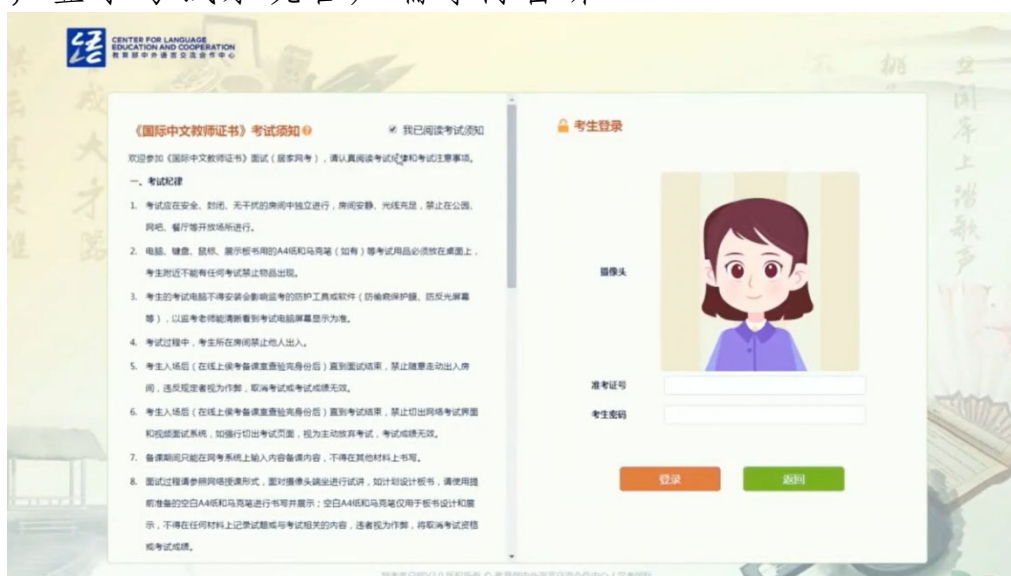 CENTER FOR LANGUAGE
EDUCATION AND COOPERATION
教育部中外语言交流合作中心
《国际中文教师证书》考试须知
我已阅读考试须知
欢迎参加《国际中文教师证书》面试（居家网考），请认真阅读考试纪律和考试注意事项。
一、考试纪律
1. 考试应在安全、封闭、无干扰的房间中独立进行，房间安静、光线充足，禁止在公园、
网吧、餐厅等开放场所进行。
2. 电脑、键盘、鼠标、展示板书用的A4纸和马克笔（如有）等考试用品必须放在桌面上，
考生附近不能有任何考试禁止物品出现。
3. 考生的考试电脑不得安装会影响监考的防护工具或软件（防偷窥保护膜、防反光屏幕
等），以监考老师能清晰看到考试电脑屏幕显示为准。
4. 考试过程中，考生所在房间禁止他人出入。
5. 考生入场后（在线上候考备课室查验完身份后）直到面试结束，禁止随意走动出入房
间，违反规定者视为作弊，取消考试或考试成绩无效。
6. 考生入场后（在线上候考备课室查验完身份后）直到考试结束，禁止切出网络考试界面
和视频面试系统，如强行切出考试页面，视为主动放弃考试，考试成绩无效。
7. 备课期间只能在网考系统上输入内容备课内容，不得在其他材料上书写。
8. 面试过程请参照网络授课形式，面对摄像头端坐进行试讲，如计划设计板书，请使用提
前准备的空白A4纸和马克笔进行书写并展示；空白A4纸和马克笔仅用于板书设计和展
示，不得在任何材料上记录试题或与考试相关的内容，违者视为作弊，将取消考试资格
或考试成绩。
考生登录
摄像头
准考证号
考生密码
登录
返回